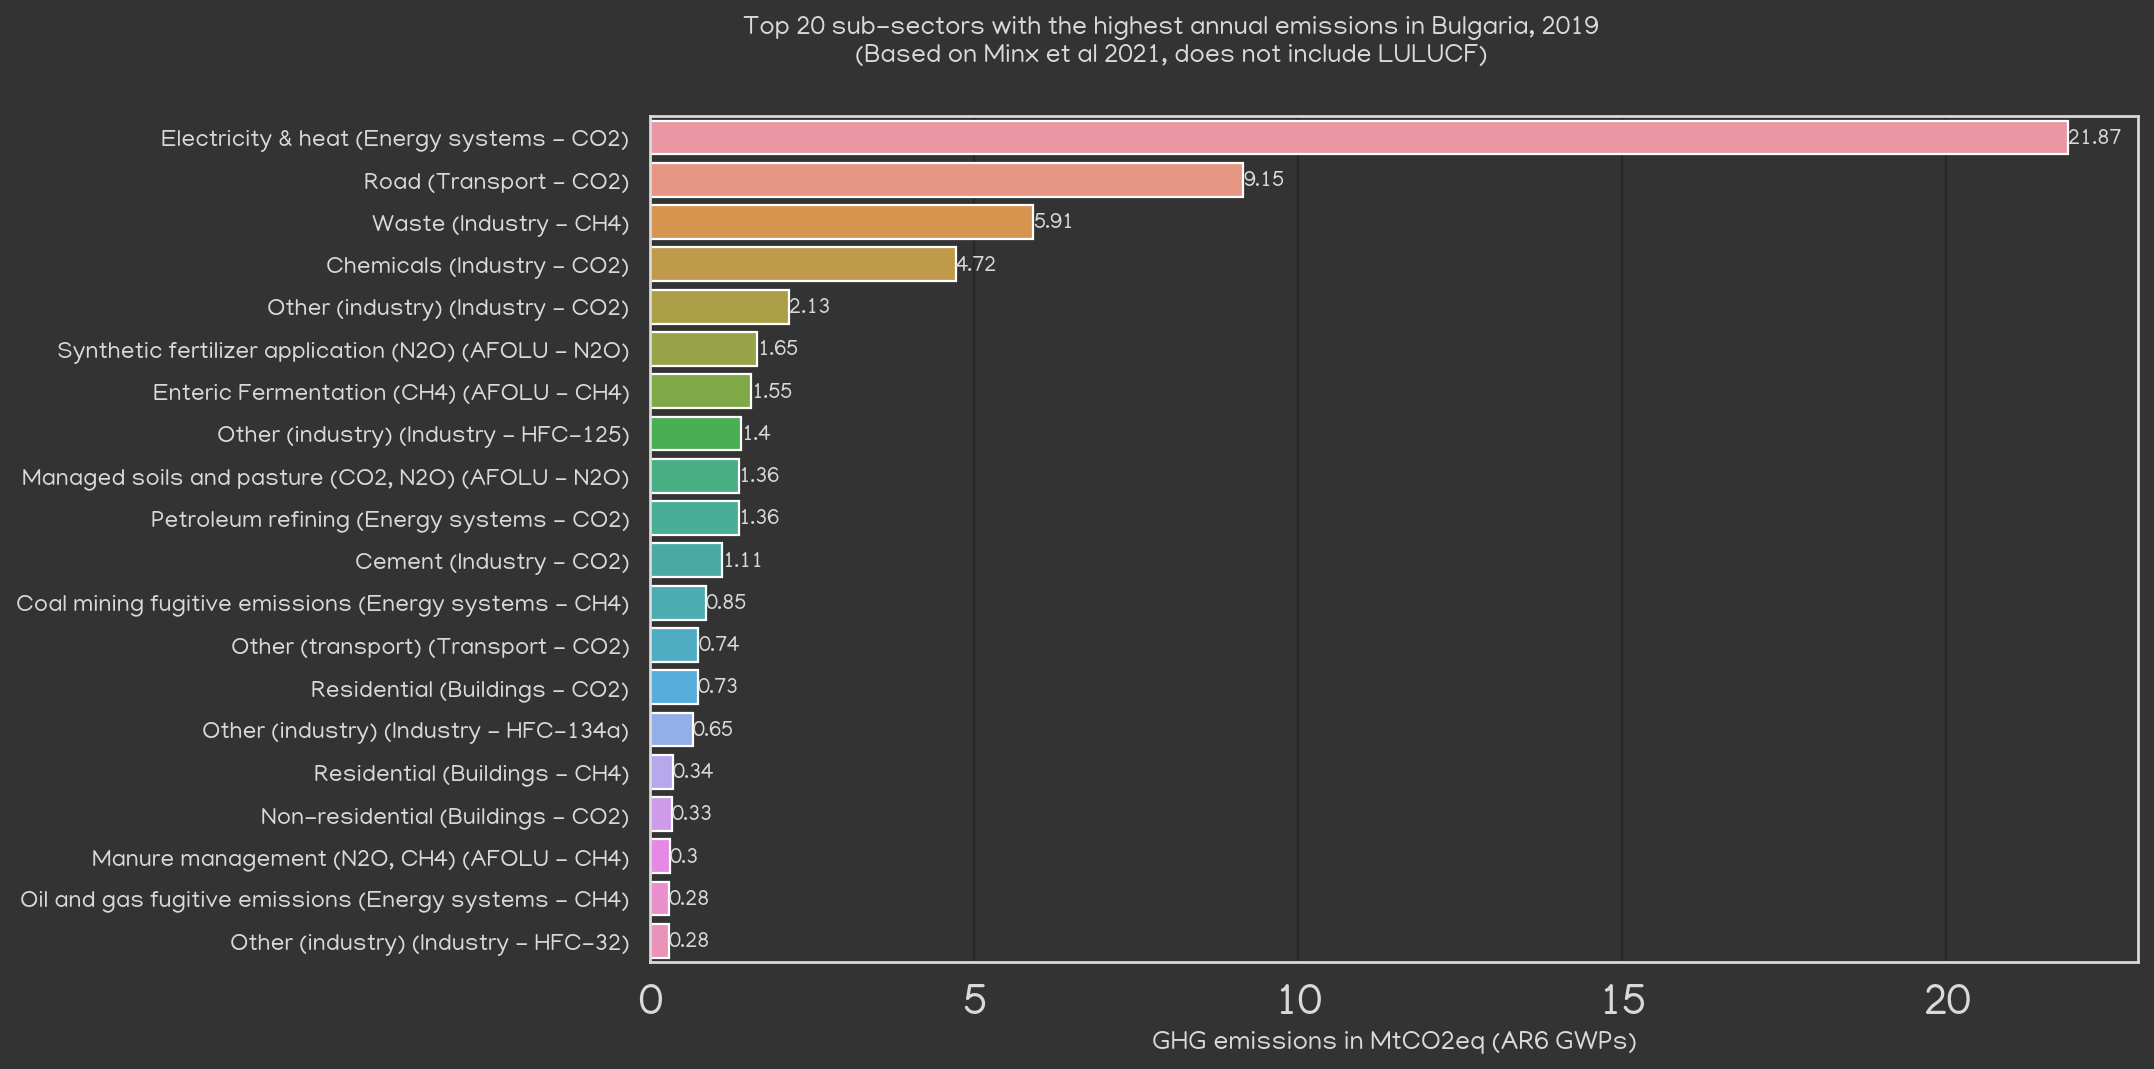 Top 20 sub-sectors with the highest annual emissions in Bulgaria, 2019
(Based on Minx et al 2021, does not include LULUCF)
Electricity & heat (Energy systems - CO2) 21.87
Road (Transport - CO2) 9.15
Waste (Industry - CH4) 5.91
Chemicals (Industry - CO2) 4.72
Other (industry) (Industry - CO2) 2.13
Synthetic fertilizer application (N2O) (AFOLU - N2O) 1.65
Enteric Fermentation (CH4) (AFOLU - CH4) 1.55
Other (industry) (Industry - HFC-125) 1.4
Managed soils and pasture (CO2, N2O) (AFOLU - N2O) 1.36
Petroleum refining (Energy systems - CO2) 1.36
Cement (Industry - CO2) 1.11
Coal mining fugitive emissions (Energy systems - CH4) 0.85
Other (transport) (Transport - CO2) 0.74
Residential (Buildings - CO2) 0.73
Other (industry) (Industry - HFC-134a) 0.65
Residential (Buildings - CH4) 0.34
Non-residential (Buildings - CO2) 0.33
Manure management (N2O, CH4) (AFOLU - CH4) 0.3
Oil and gas fugitive emissions (Energy systems - CH4) 0.28
Other (industry) (Industry - HFC-32) 0.28
0 5 10 15 20
GHG emissions in MtCO2eq (AR6 GWPs)